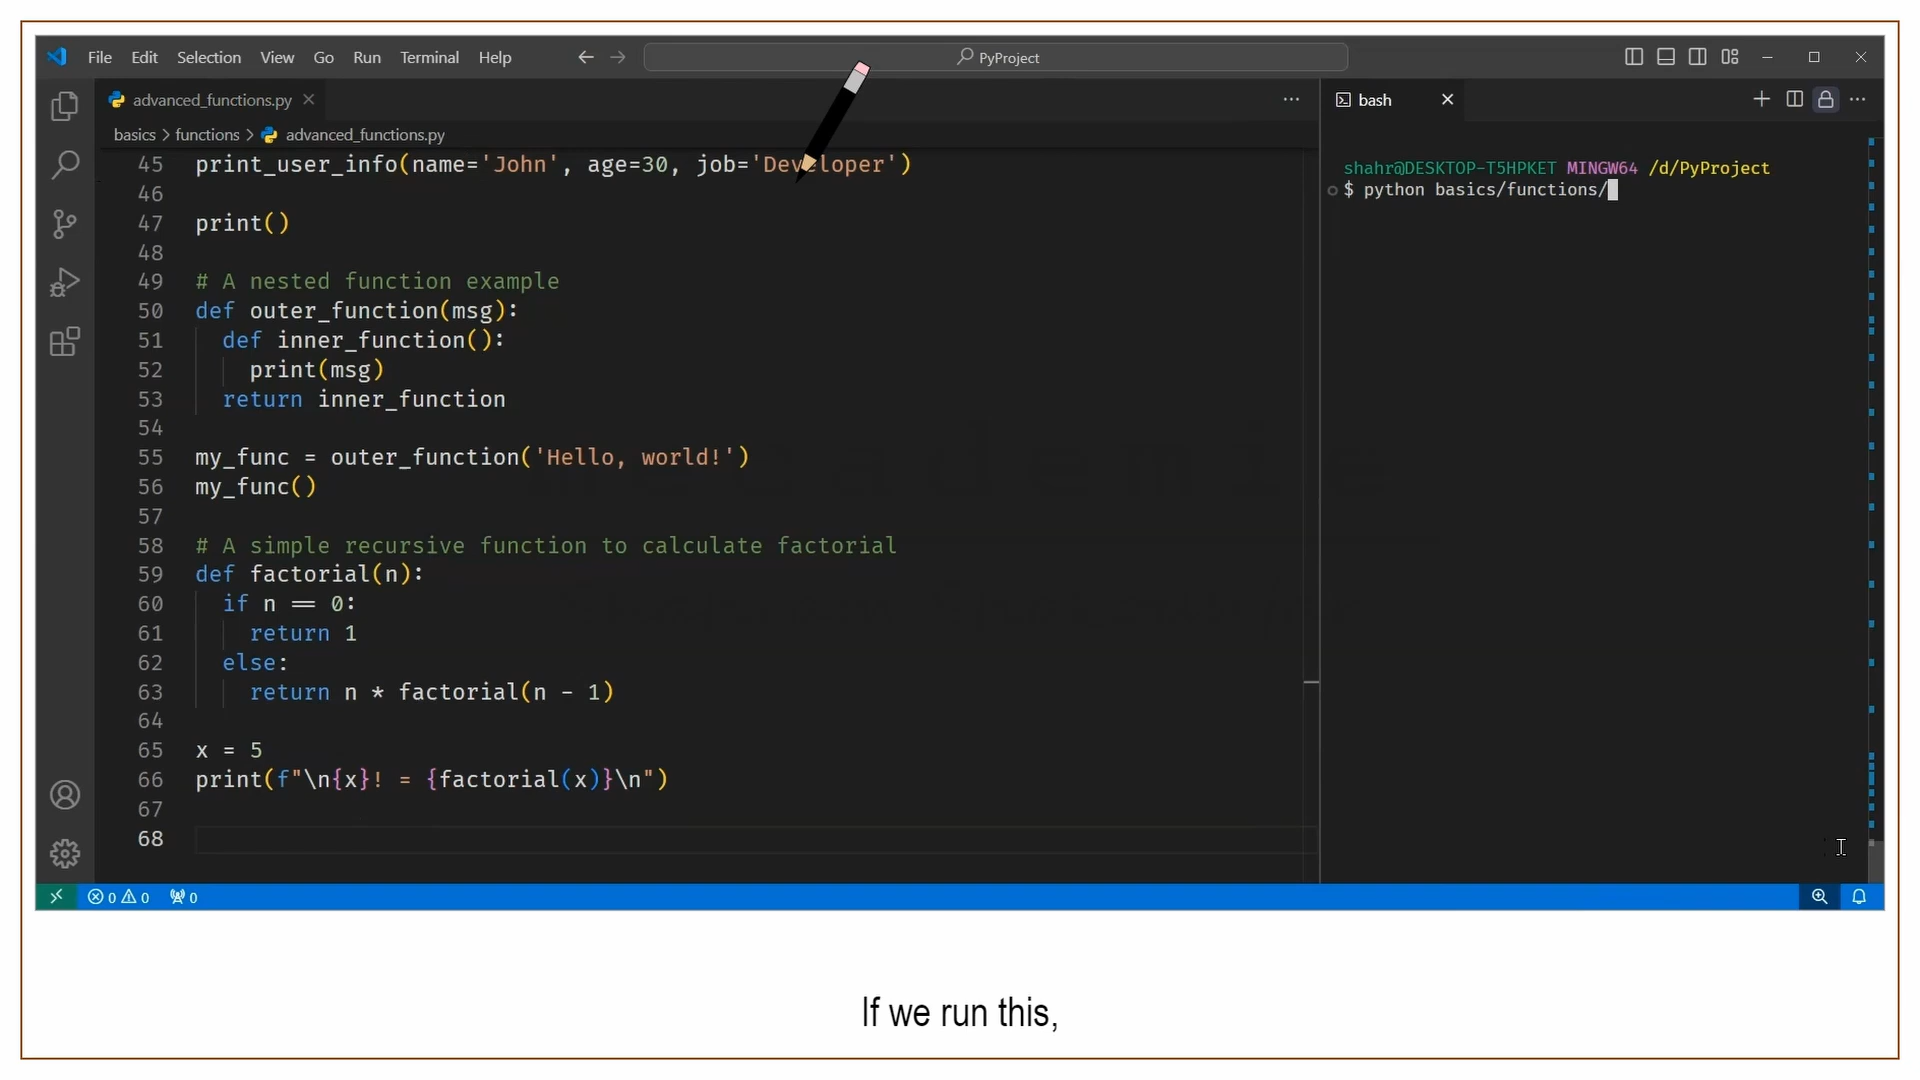 File Edit Selection View Go Run Terminal Help PyProject
advanced_functions.py
bash
basics > functions > advanced_functions.py
45 print_user_info(name='John', age=30, job='Developer')
46
47 print()
48
49 # A nested function example
50 def outer_function(msg):
51 def inner_function():
52 print(msg)
53 return inner_function
54
55 my_func = outer_function('Hello, world!')
56 my_func()
57
58 # A simple recursive function to calculate factorial
59 def factorial(n):
60 if n == 0:
61 return 1
62 else:
63 return n * factorial(n - 1)
64
65 x = 5
66 print(f"\n{x}! = {factorial(x)}\n")
67
68
shahr@DESKTOP-T5HPKET MINGW64 /d/PyProject
$ python basics/functions/
0 0 0
If we run this,